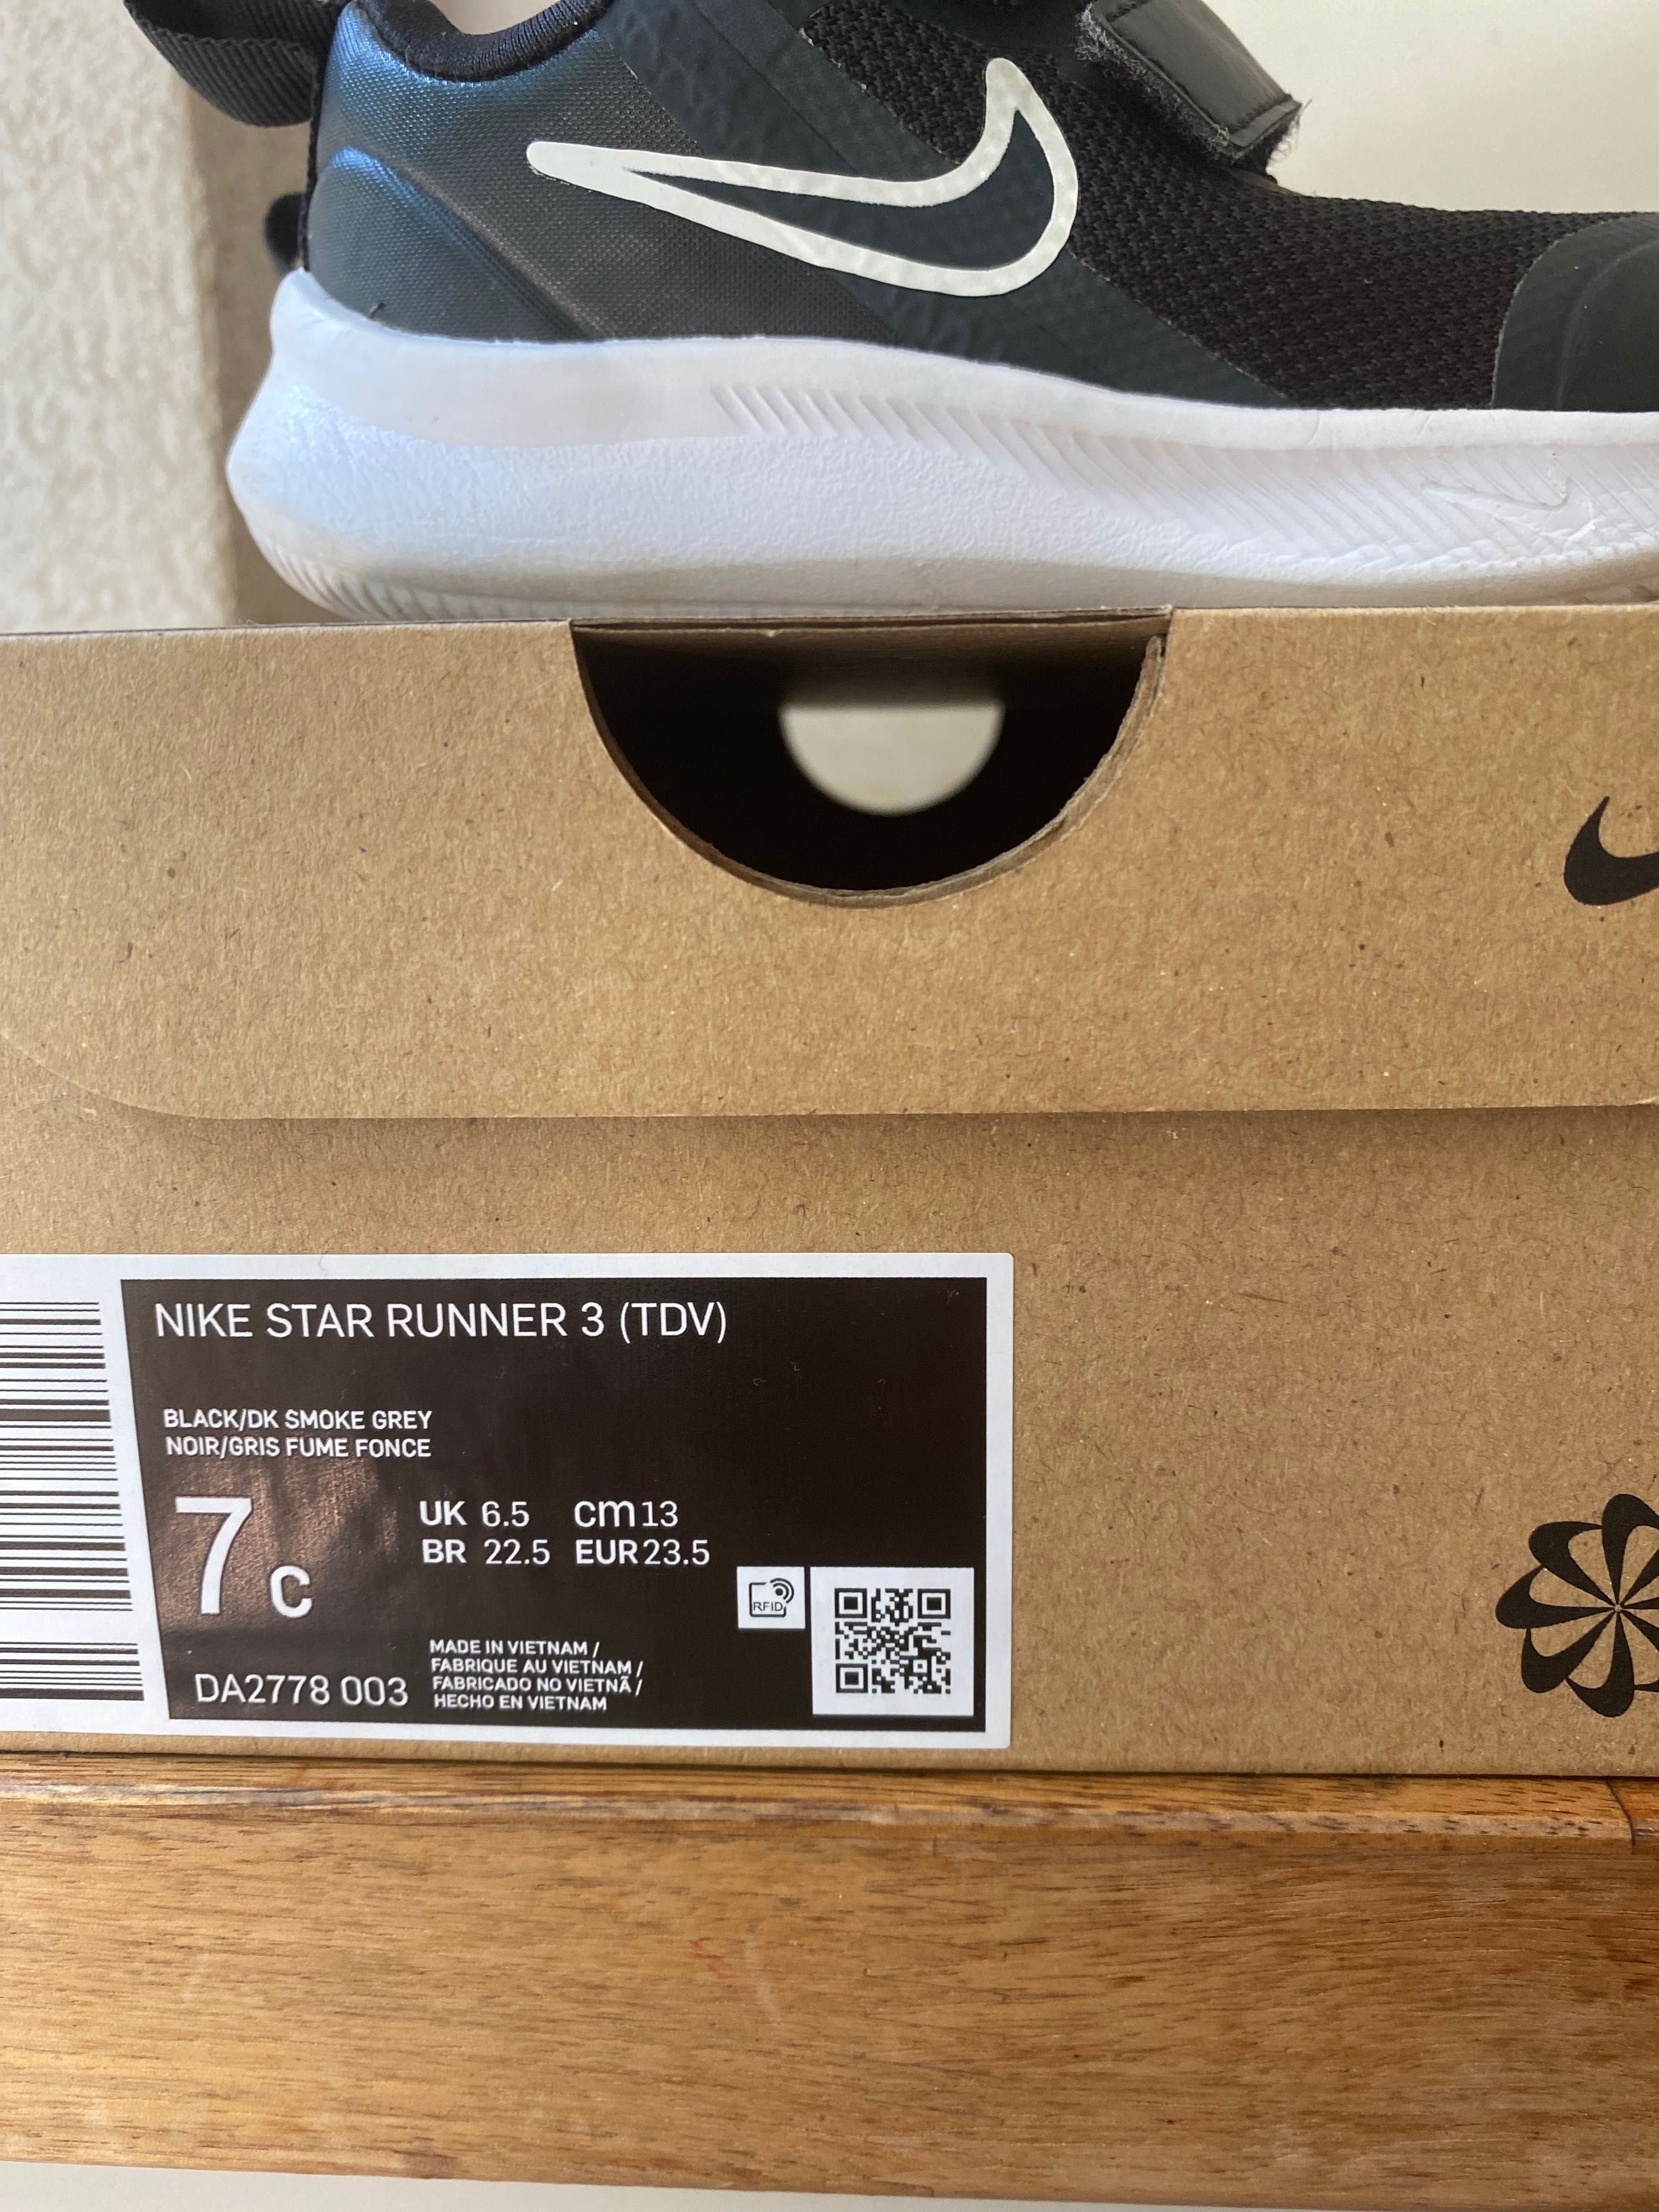 NIKE STAR RUNNER 3 (TDV)
BLACK/DK SMOKE GREY
NOIR/GRIS FUME FONCE
7c
UK 6.5 cm 13
BR 22.5 EUR 23.5
RFID
MADE IN VIETNAM /
FABRIQUE AU VIETNAM /
FABRICADO NO VIETNÃ /
HECHO EN VIETNAM
DA2778 003